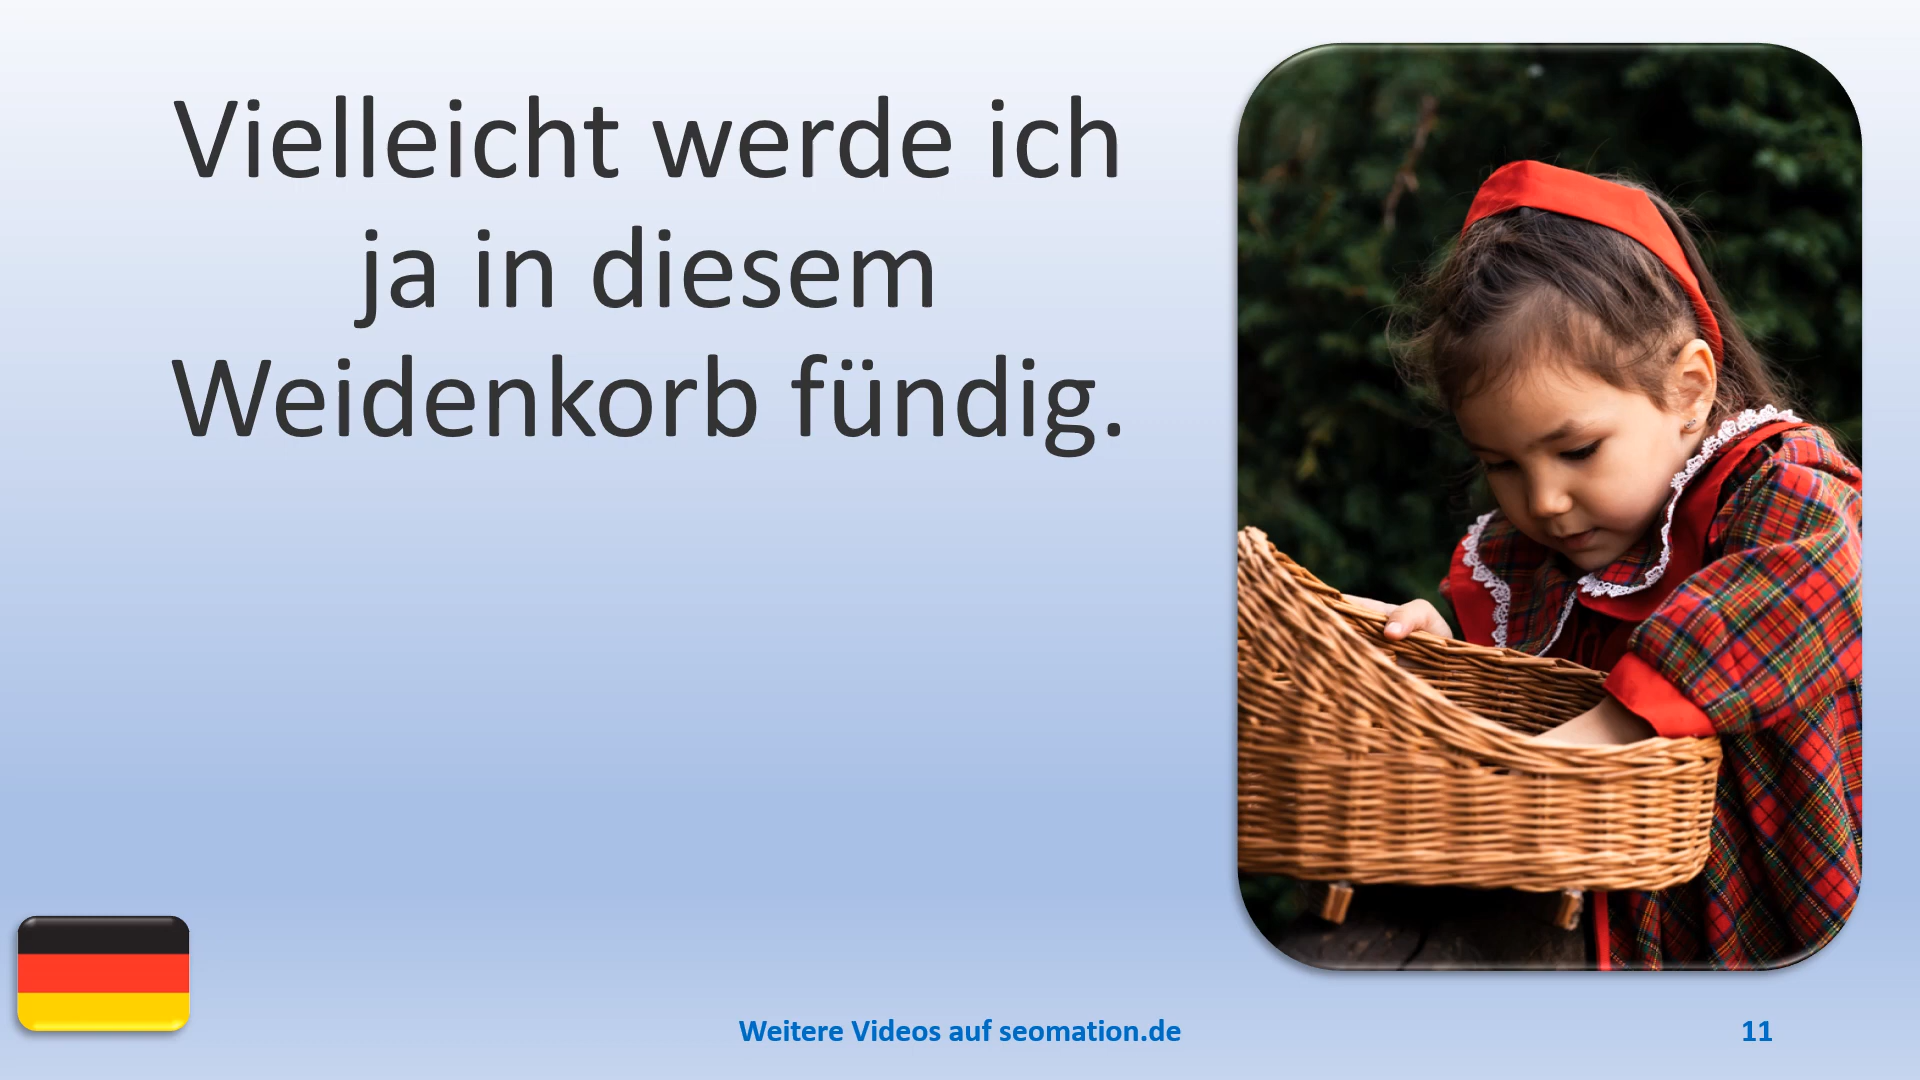 Vielleicht werde ich
ja in diesem
Weidenkorb fündig.
Weitere Videos auf seomation.de
11